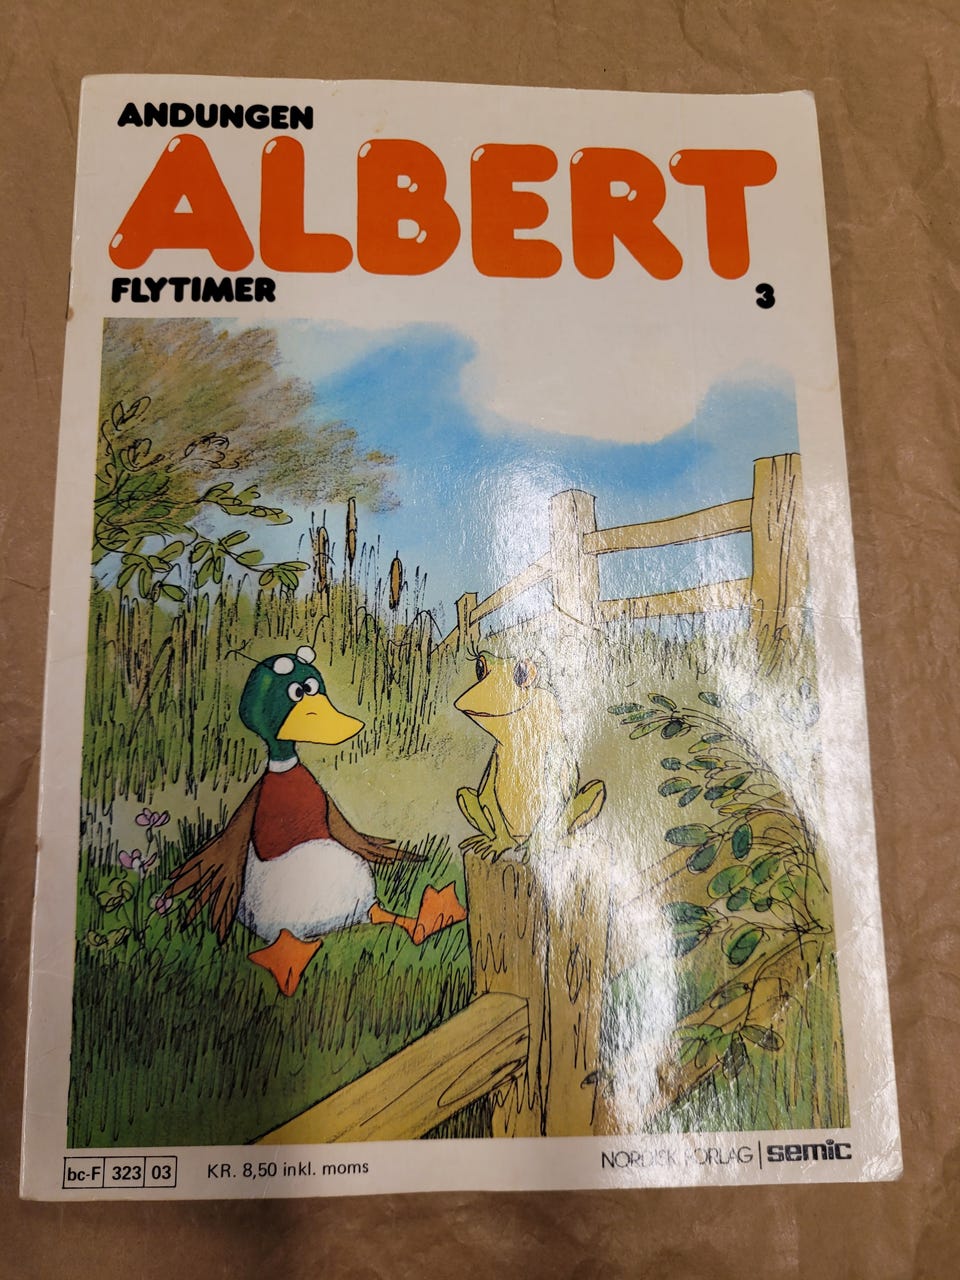 ANDUNGEN
ALBERT
FLYTIMER
3
bc-F 323 03
KR. 8,50 inkl. moms
NORDISK FORLAG | semic